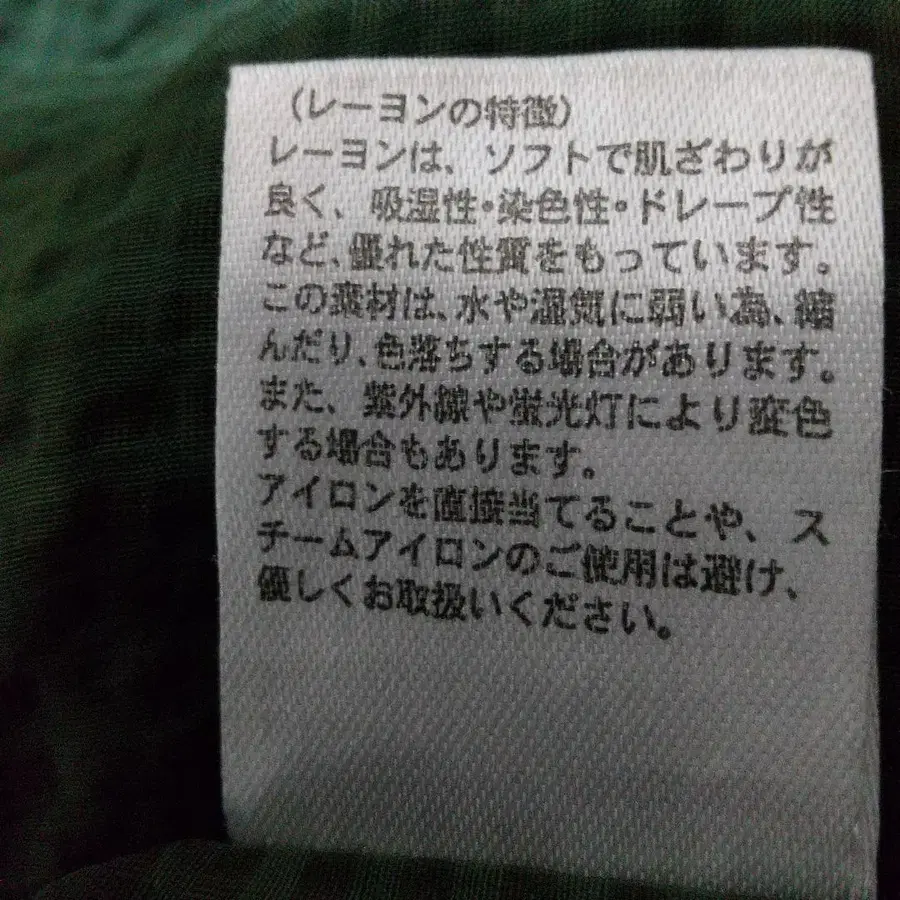 (レーヨンの特徴)
レーヨンは、ソフトで肌ざわりが
良く、吸湿性・染色性・ドレープ性
など、優れた性質をもっています。
この素材は、水や湿気に弱い為、縮
んだり、色落ちする場合があります。
また、紫外線や蛍光灯により変色
する場合もあります。
アイロンを直接当てることや、ス
チームアイロンのご使用は避け、
優しくお取扱いください。